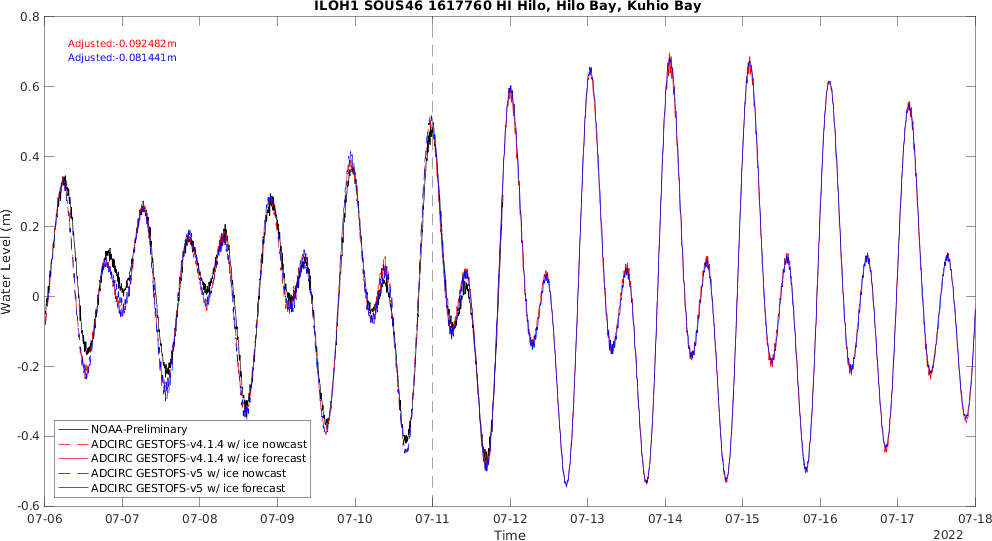 ILOH1 SOUS46 1617760 HI Hilo, Hilo Bay, Kuhio Bay
Adjusted:-0.092482m
Adjusted:-0.081441m
0.8
0.6
0.4
0.2
0
-0.2
-0.4
-0.6
Water Level (m)
NOAA-Preliminary
ADCIRC GESTOFS-v4.1.4 w/ ice nowcast
ADCIRC GESTOFS-v4.1.4 w/ ice forecast
ADCIRC GESTOFS-v5 w/ ice nowcast
ADCIRC GESTOFS-v5 w/ ice forecast
07-06 07-07 07-08 07-09 07-10 07-11 07-12 07-13 07-14 07-15 07-16 07-17 07-18
Time
2022